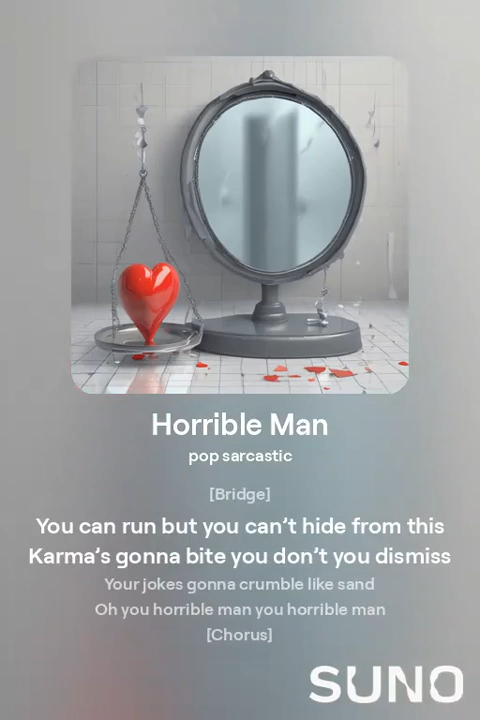 Horrible Man
pop sarcastic
[Bridge]
You can run but you can’t hide from this
Karma’s gonna bite you don’t you dismiss
Your jokes gonna crumble like sand
Oh you horrible man you horrible man
[Chorus]
SUNO